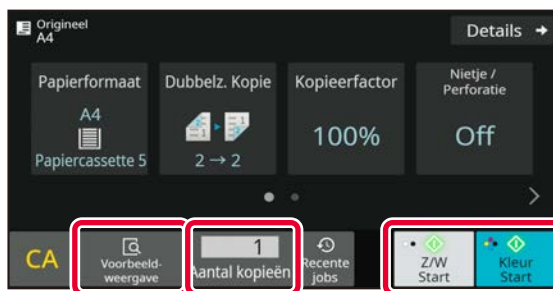 Origineel
A4
Details
Papierformaat
A4
Papiercassette 5
Dubbelz. Kopie
2 → 2
Kopieerfactor
100%
Nietje /
Perforatie
Off
CA
Voorbeeld-
weergave
1
Aantal kopieën
Recente
jobs
Z/W
Start
Kleur
Start